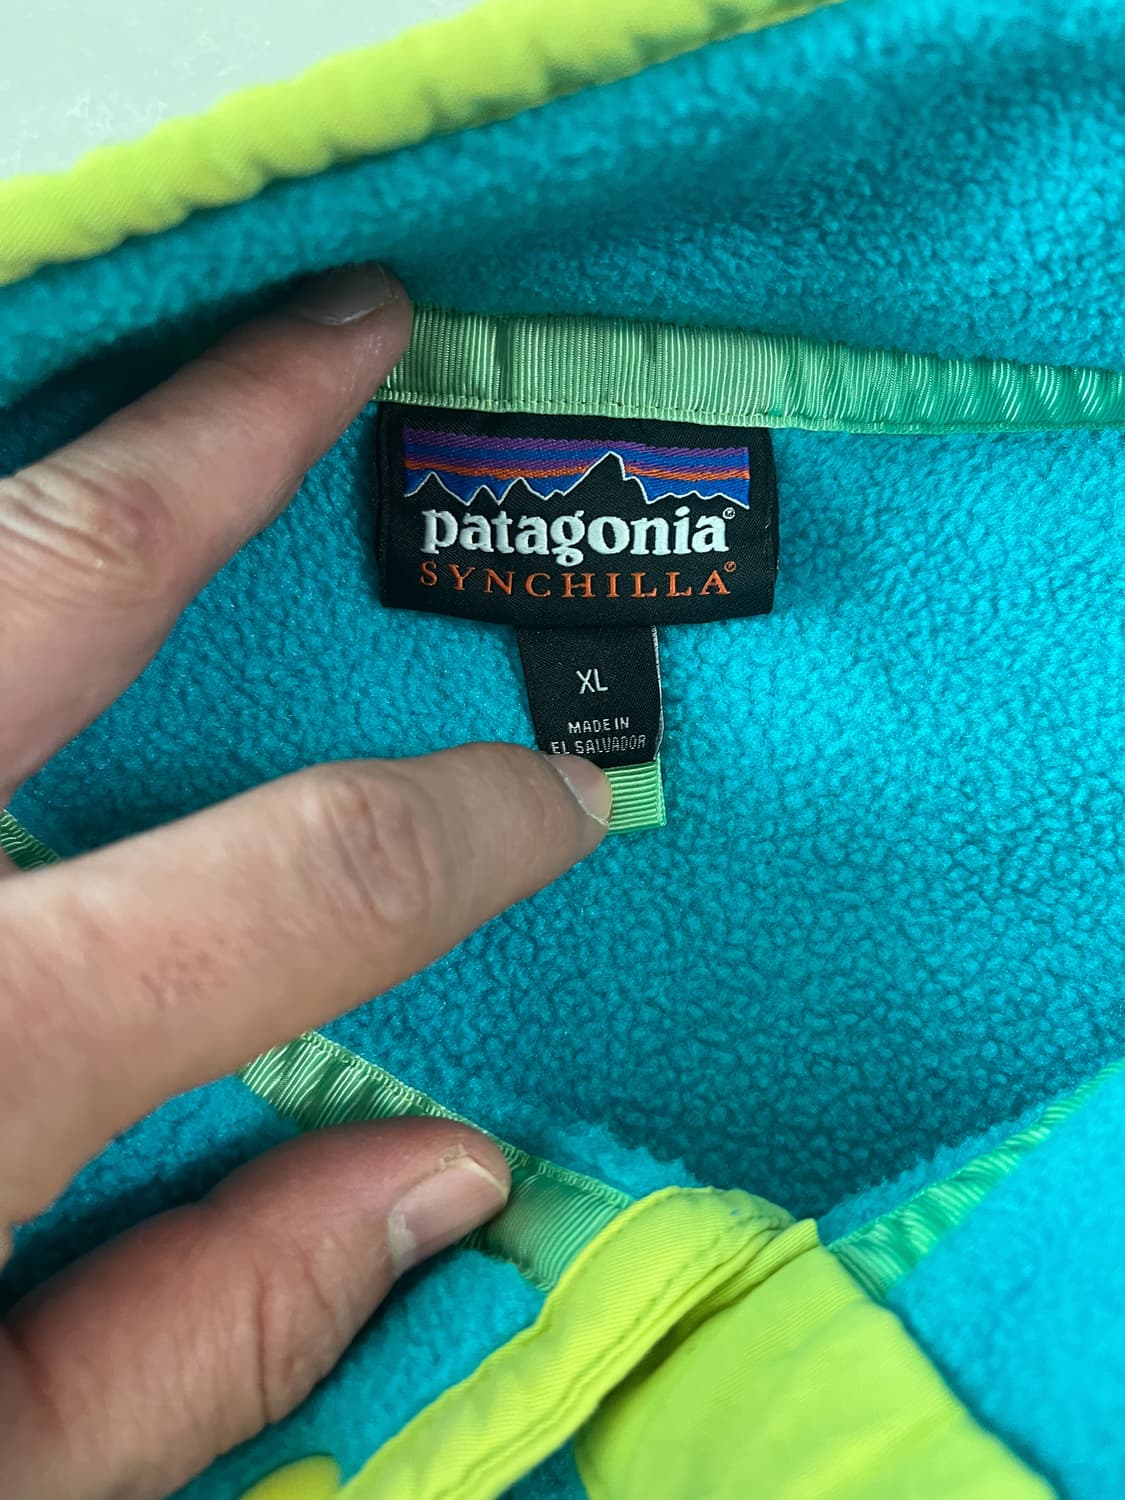 patagonia®
SYNCHILLA®
XL
MADE IN
EL SALVADOR